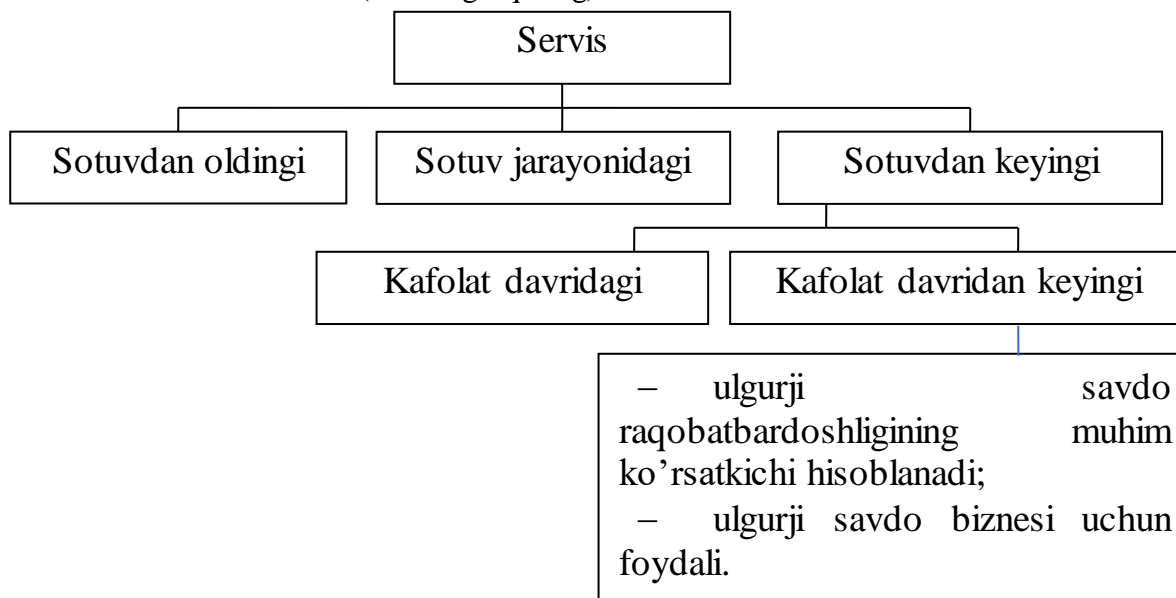 Servis
Sotuvdan oldingi
Sotuv jarayonidagi
Sotuvdan keyingi
Kafolat davridagi
Kafolat davridan keyingi
– ulgurji savdo
raqobatbardoshligining muhim
ko’rsatkichi hisoblanadi;
– ulgurji savdo biznesi uchun
foydali.